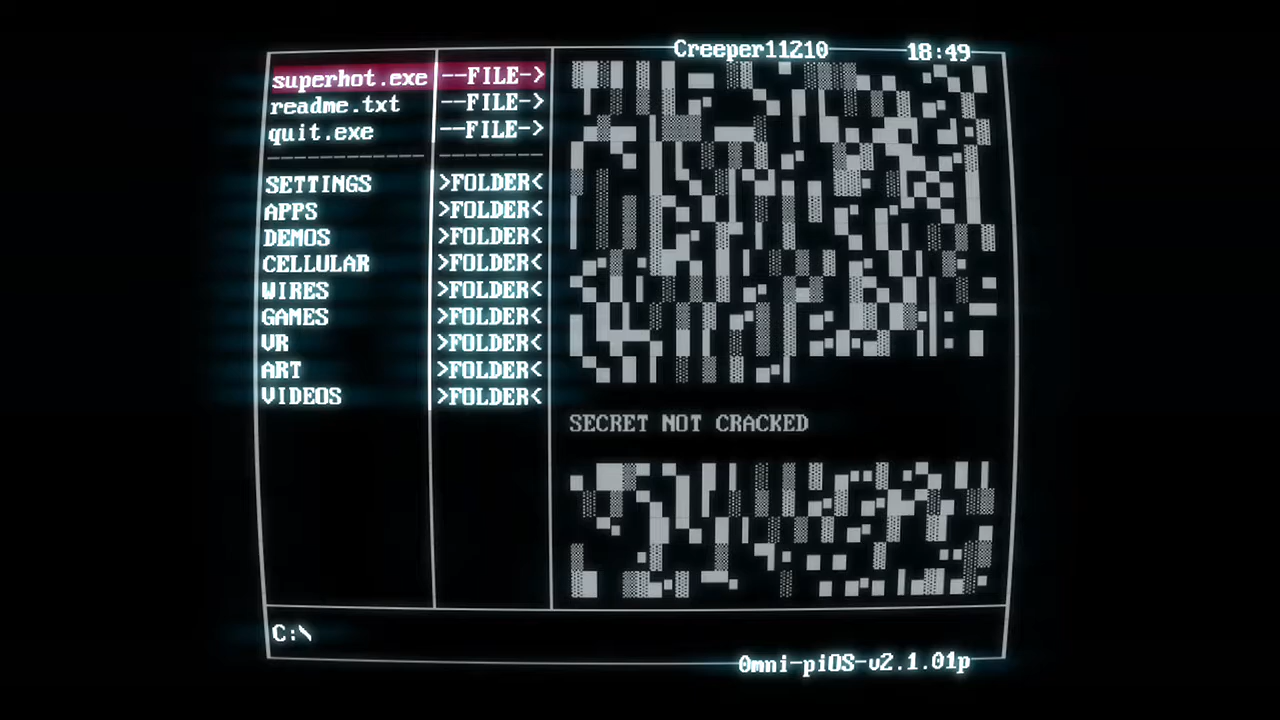 Creeper11210 18:49
superhot.exe --FILE->
readme.txt --FILE->
quit.exe --FILE->
SETTINGS >FOLDER<
APPS >FOLDER<
DEMOS >FOLDER<
CELLULAR >FOLDER<
WIRES >FOLDER<
GAMES >FOLDER<
VR >FOLDER<
ART >FOLDER<
VIDEOS >FOLDER<
SECRET NOT CRACKED
C:\
0mni-piOS-v2.1.01p